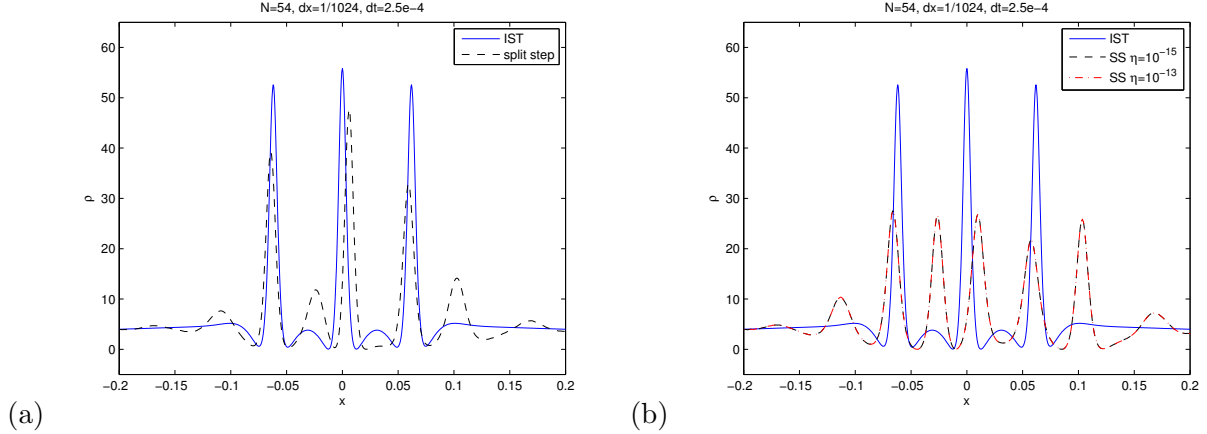 N=54, dx=1/1024, dt=2.5e−4
IST
split step
60
50
40
30
20
10
0
ρ
−0.2
−0.15
−0.1
−0.05
0
0.05
0.1
0.15
0.2
x
(a)
N=54, dx=1/1024, dt=2.5e−4
IST
SS η=10⁻¹⁵
SS η=10⁻¹³
60
50
40
30
20
10
0
ρ
−0.2
−0.15
−0.1
−0.05
0
0.05
0.1
0.15
0.2
x
(b)